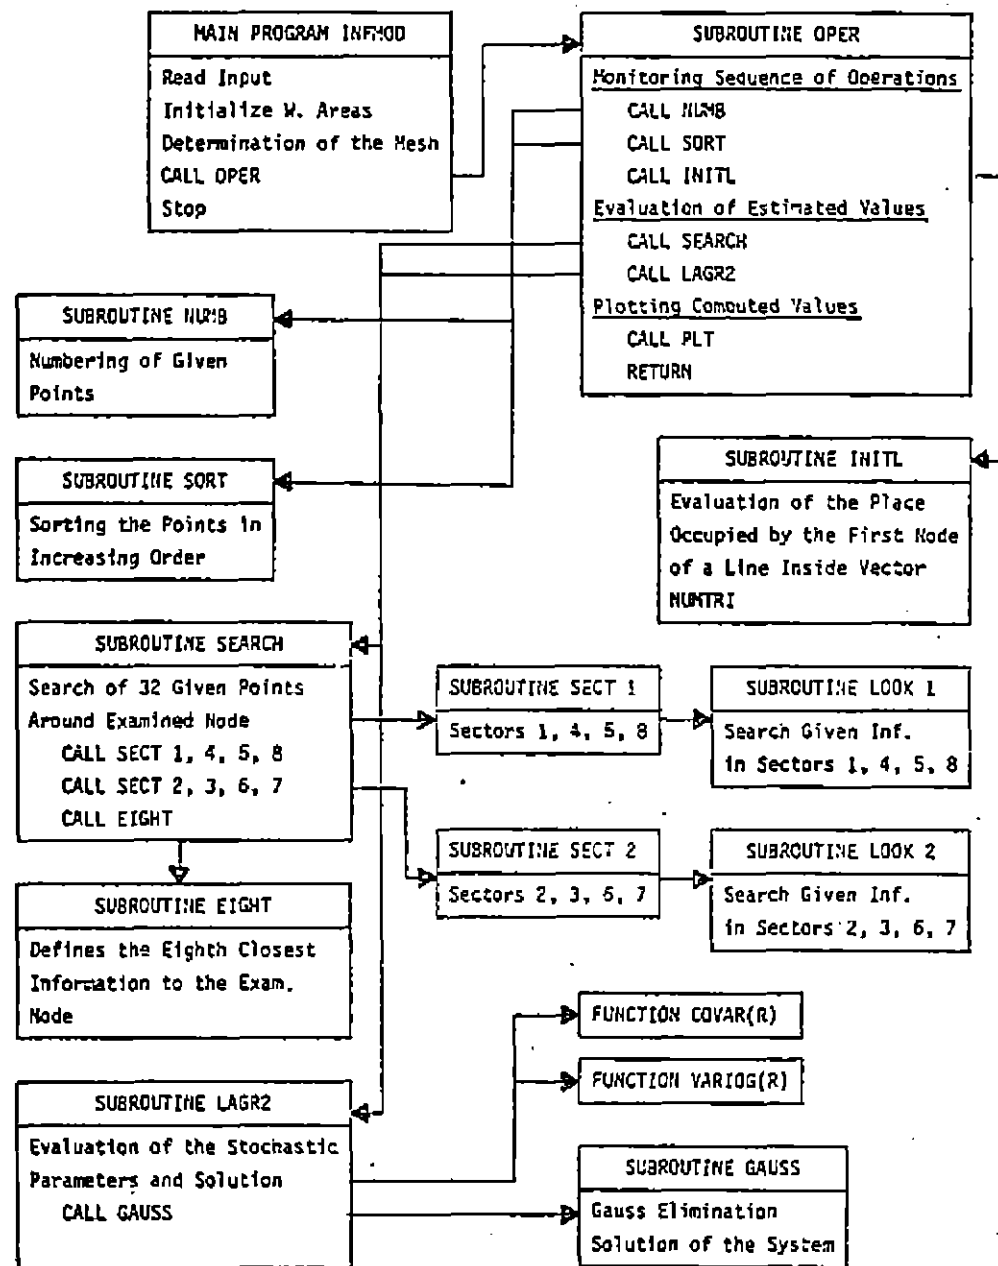 MAIN PROGRAM INFMOD
Read Input
Initialize W. Areas
Determination of the Mesh
CALL OPER
Stop
SUBROUTINE OPER
Monitoring Sequence of Operations
CALL NUMB
CALL SORT
CALL INITL
Evaluation of Estimated Values
CALL SEARCH
CALL LAGR2
Plotting Computed Values
CALL PLT
RETURN
SUBROUTINE NUMB
Numbering of Given
Points
SUBROUTINE SORT
Sorting the Points in
Increasing Order
SUBROUTINE INITL
Evaluation of the Place
Occupied by the First Node
of a Line Inside Vector
NUMTRI
SUBROUTINE SEARCH
Search of 32 Given Points
Around Examined Node
CALL SECT 1, 4, 5, 8
CALL SECT 2, 3, 6, 7
CALL EIGHT
SUBROUTINE SECT 1
Sectors 1, 4, 5, 8
SUBROUTINE LOOK 1
Search Given Inf.
in Sectors 1, 4, 5, 8
SUBROUTINE SECT 2
Sectors 2, 3, 6, 7
SUBROUTINE LOOK 2
Search Given Inf.
in Sectors 2, 3, 6, 7
SUBROUTINE EIGHT
Defines the Eighth Closest
Information to the Exam.
Node
FUNCTION COVAR(R)
FUNCTION VARIOG(R)
SUBROUTINE LAGR2
Evaluation of the Stochastic
Parameters and Solution
CALL GAUSS
SUBROUTINE GAUSS
Gauss Elimination
Solution of the System